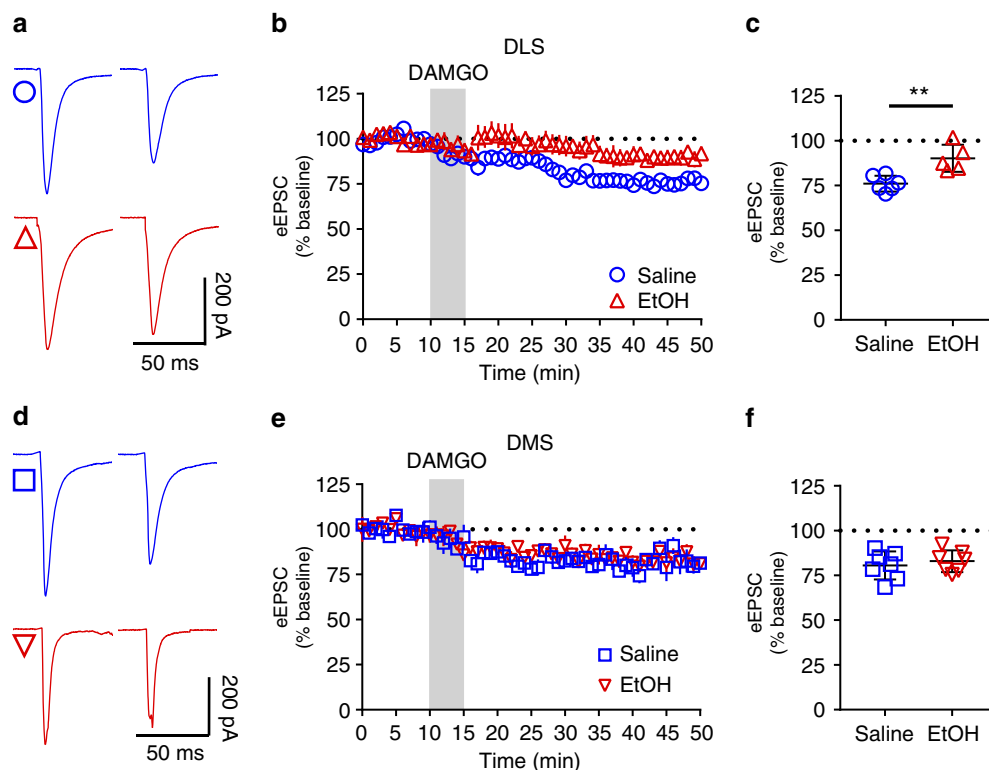 a
200 pA
50 ms
b
DLS
DAMGO
125
100
75
50
25
0
eEPSC
(% baseline)
Saline
EtOH
0 5 10 15 20 25 30 35 40 45 50
Time (min)
c
**
125
100
75
50
25
0
eEPSC
(% baseline)
Saline EtOH
d
200 pA
50 ms
e
DMS
DAMGO
125
100
75
50
25
0
eEPSC
(% baseline)
Saline
EtOH
0 5 10 15 20 25 30 35 40 45 50
Time (min)
f
125
100
75
50
25
0
eEPSC
(% baseline)
Saline EtOH